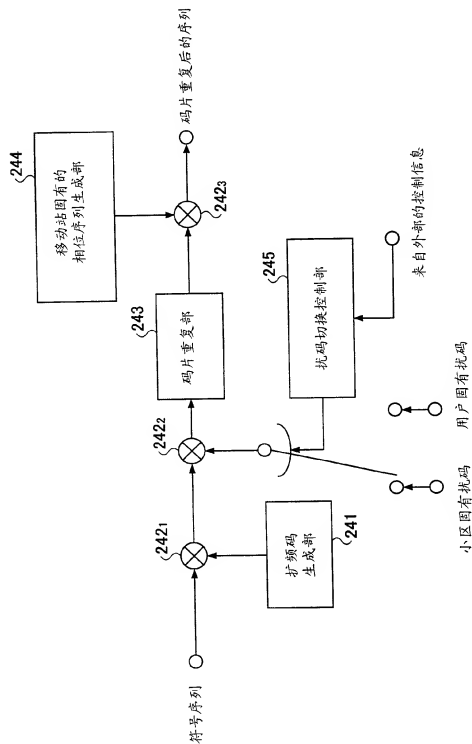 244
移动站固有的
相位序列生成部
码片重复后的序列
242₃
243
码片重复部
245
扰码切换控制部
来自外部的控制信息
242₂
242₁
扩频码
生成部
241
符号序列
小区固有扰码
用户固有扰码